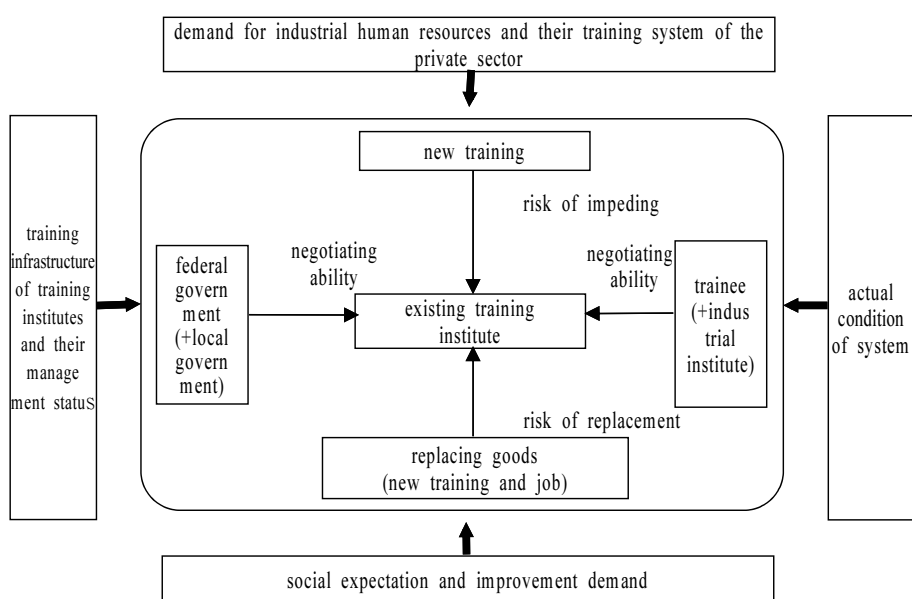 demand for industrial human resources and their training system of the
private sector
new training
risk of impeding
training
infrastructure
of training
institutes
and their
manage
ment status
federal
govern
ment
(+local
govern
ment)
negotiating
ability
existing training
institute
negotiating
ability
trainee
(+indus
trial
institute)
actual
condition
of system
risk of replacement
replacing goods
(new training and job)
social expectation and improvement demand